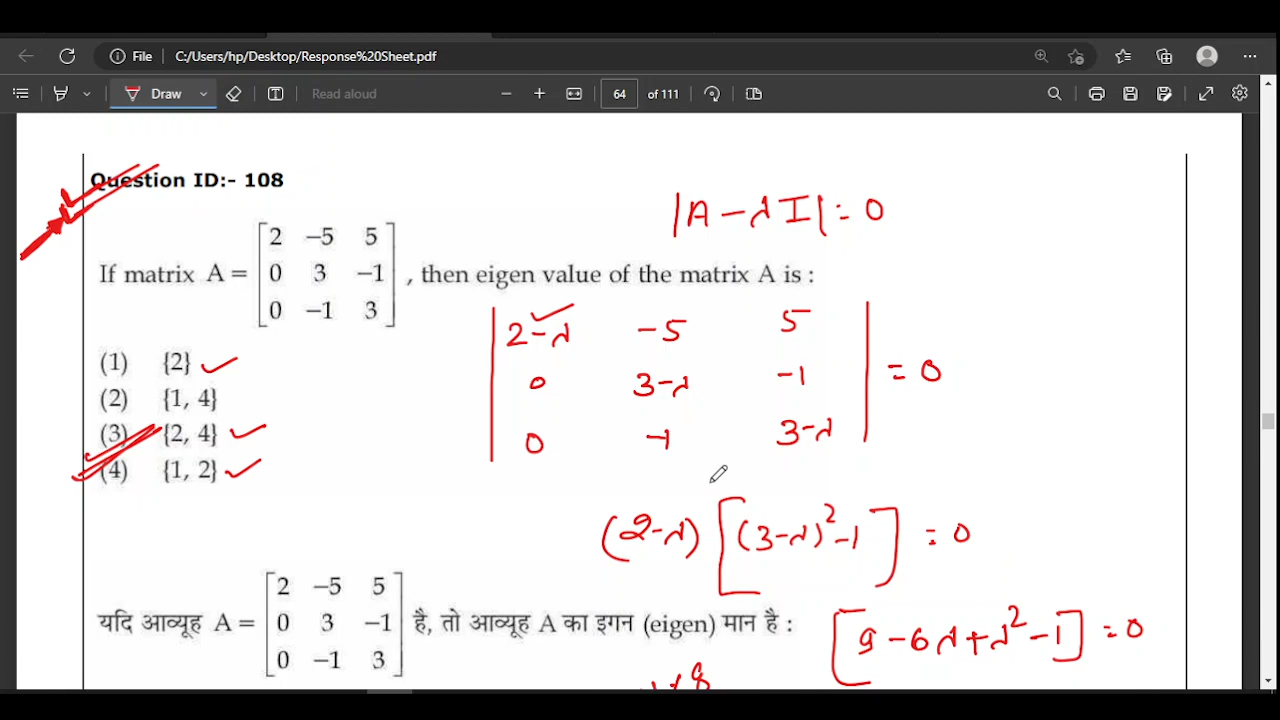 File C:/Users/hp/Desktop/Response%20Sheet.pdf
Draw Read aloud 64 of 111
Question ID:- 108
|A - λI| = 0
If matrix A = [2 −5 5
0 3 −1
0 −1 3] , then eigen value of the matrix A is :
|2-λ -5 5|
|0 3-λ -1| = 0
|0 -1 3-λ|
(1) {2}
(2) {1, 4}
(3) {2, 4}
(4) {1, 2}
(2-λ) [(3-λ)² -1] = 0
[9 - 6λ + λ² - 1] = 0
यदि आव्यूह A = [2 −5 5
0 3 −1
0 −1 3] है, तो आव्यूह A का इगन (eigen) मान है :